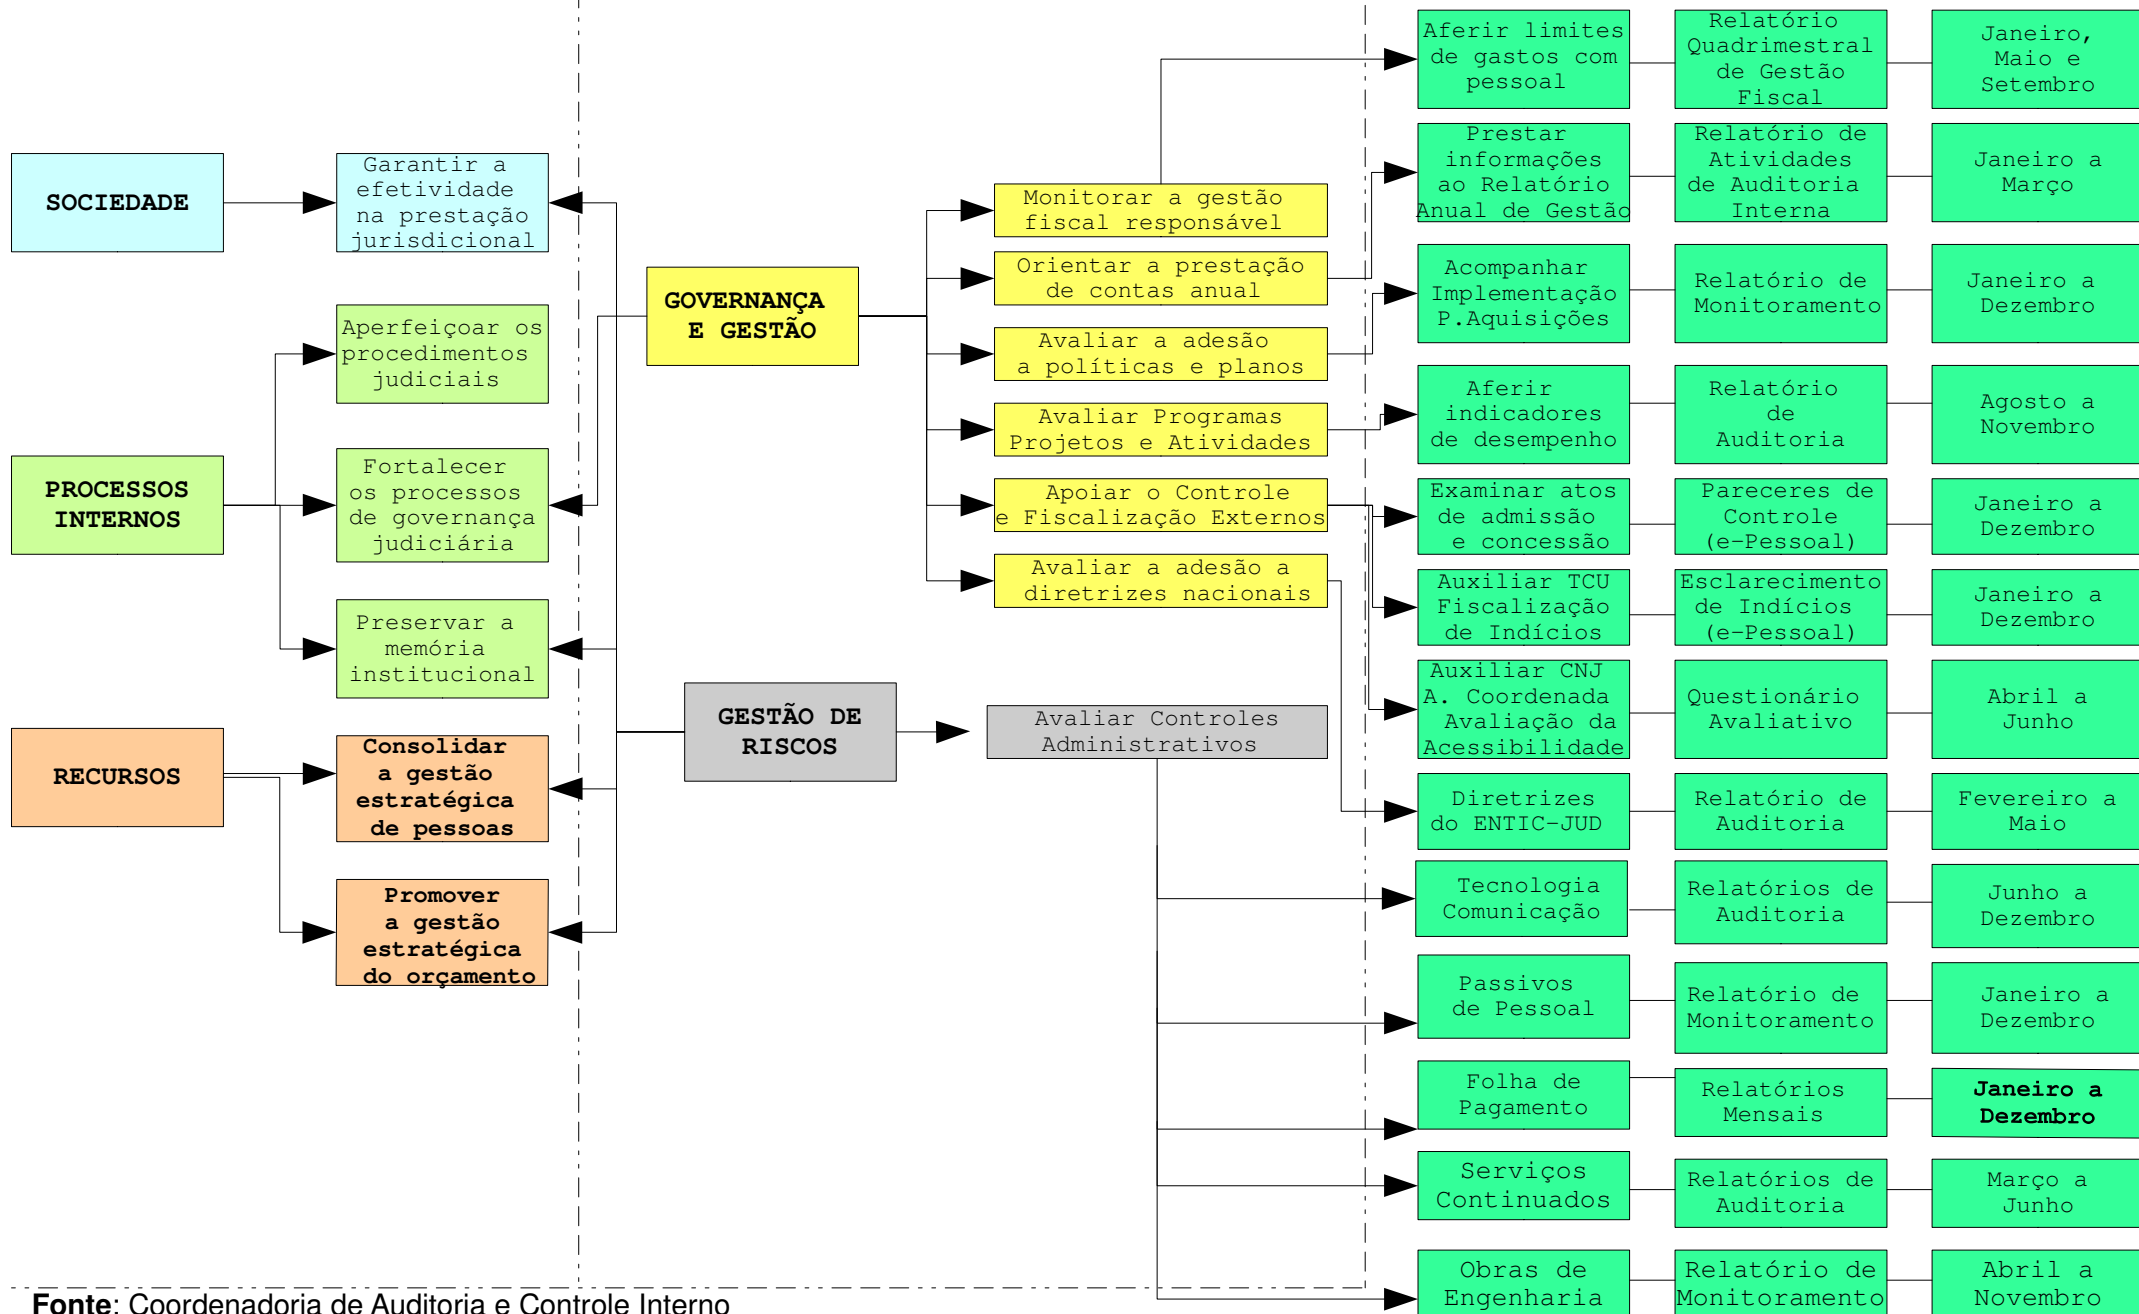 SOCIEDADE
Garantir a
efetividade
na prestação
jurisdicional
PROCESSOS
INTERNOS
Aperfeiçoar os
procedimentos
judiciais
Fortalecer
os processos
de governança
judiciária
Preservar a
memória
institucional
RECURSOS
Consolidar
a gestão
estratégica
de pessoas
Promover
a gestão
estratégica
do orçamento
GOVERNANÇA
E GESTÃO
Monitorar a gestão
fiscal responsável
Orientar a prestação
de contas anual
Avaliar a adesão
a políticas e planos
Avaliar Programas
Projetos e Atividades
Apoiar o Controle
e Fiscalização Externos
Avaliar a adesão a
diretrizes nacionais
GESTÃO DE
RISCOS
Avaliar Controles
Administrativos
Aferir limites
de gastos com
pessoal
Relatório
Quadrimestral
de Gestão
Fiscal
Janeiro,
Maio e
Setembro
Prestar
informações
ao Relatório
Anual de Gestão
Relatório de
Atividades
de Auditoria
Interna
Janeiro a
Março
Acompanhar
Implementação
P.Aquisições
Relatório de
Monitoramento
Janeiro a
Dezembro
Aferir
indicadores
de desempenho
Relatório
de
Auditoria
Agosto a
Novembro
Examinar atos
de admissão
e concessão
Pareceres de
Controle
(e-Pessoal)
Janeiro a
Dezembro
Auxiliar TCU
Fiscalização
de Indícios
Esclarecimento
de Indícios
(e-Pessoal)
Janeiro a
Dezembro
Auxiliar CNJ
A. Coordenada
Avaliação da
Acessibilidade
Questionário
Avaliativo
Abril a
Junho
Diretrizes
do ENTIC-JUD
Relatório de
Auditoria
Fevereiro a
Maio
Tecnologia
Comunicação
Relatórios de
Auditoria
Junho a
Dezembro
Passivos
de Pessoal
Relatório de
Monitoramento
Janeiro a
Dezembro
Folha de
Pagamento
Relatórios
Mensais
Janeiro a
Dezembro
Serviços
Continuados
Relatórios de
Auditoria
Março a
Junho
Obras de
Engenharia
Relatório de
Monitoramento
Abril a
Novembro
Fonte: Coordenadoria de Auditoria e Controle Interno